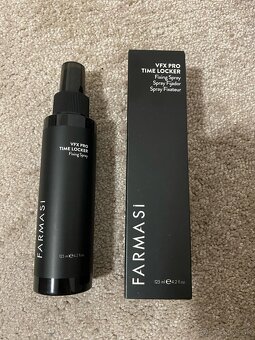 VFX PRO
TIME LOCKER
Fixing Spray
FARMASi
125 ml ℮ 4.2 fl.oz
VFX PRO
TIME LOCKER
Fixing Spray
Spray Fijador
Spray Fixateur
FARMASi
125 ml ℮ 4.2 fl.oz